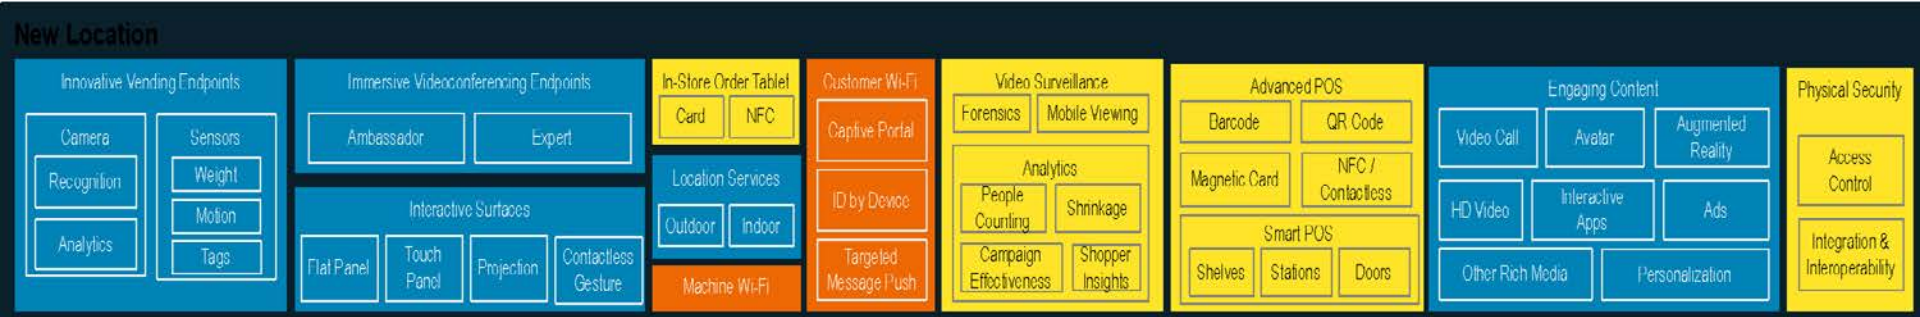 New Location
Innovative Vending Endpoints
Camera
Recognition
Analytics
Sensors
Weight
Motion
Tags
Immersive Videoconferencing Endpoints
Ambassador
Expert
Interactive Surfaces
Flat Panel
Touch
Panel
Projection
Contactless
Gesture
In-Store Order Tablet
Card
NFC
Location Services
Outdoor
Indoor
Machine Wi-Fi
Customer Wi-Fi
Captive Portal
ID by Device
Targeted
Message Push
Video Surveillance
Forensics
Mobile Viewing
Analytics
People
Counting
Shrinkage
Campaign
Effectiveness
Shopper
Insights
Advanced POS
Barcode
QR Code
Magnetic Card
NFC /
Contactless
Smart POS
Shelves
Stations
Doors
Engaging Content
Video Call
Avatar
Augmented
Reality
HD Video
Interactive
Apps
Ads
Other Rich Media
Personalization
Physical Security
Access
Control
Integration &
Interoperability